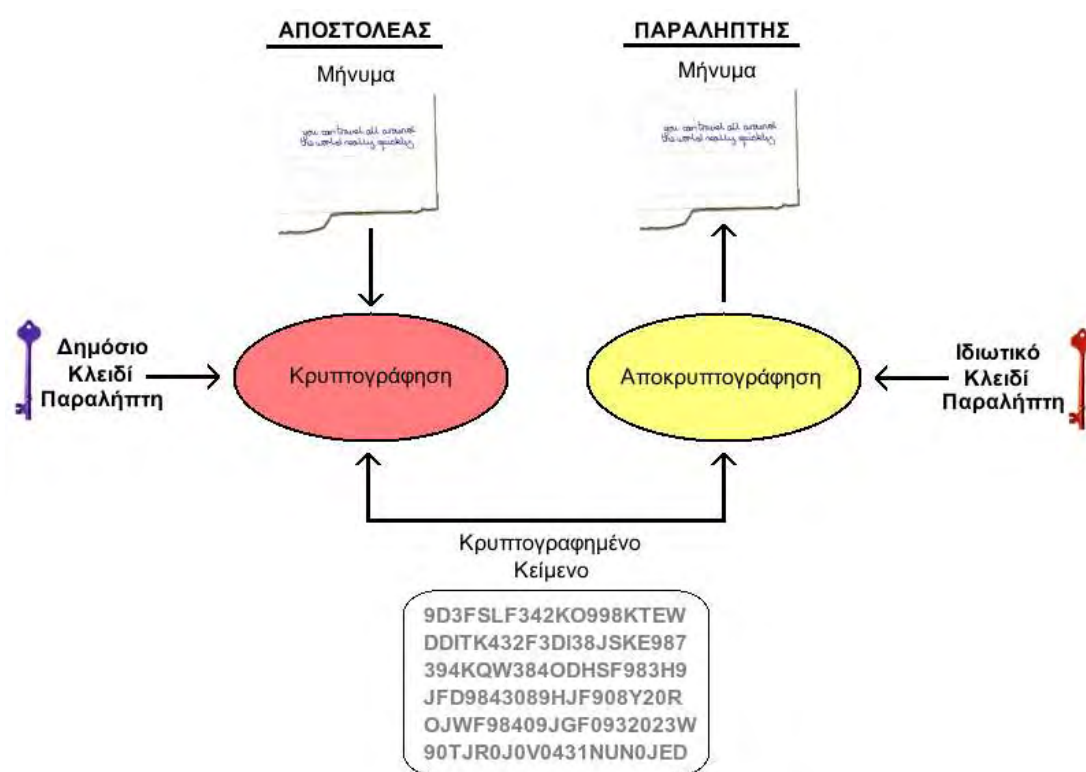 ΑΠΟΣΤΟΛΕΑΣ
Μήνυμα
you can travel all around
the world really quickly
ΠΑΡΑΛΗΠΤΗΣ
Μήνυμα
you can travel all around
the world really quickly
Δημόσιο
Κλειδί
Παραλήπτη
Κρυπτογράφηση
Αποκρυπτογράφηση
Ιδιωτικό
Κλειδί
Παραλήπτη
Κρυπτογραφημένο
Κείμενο
9D3FSLF342KO998KTEW
DDITK432F3DI38JSKE987
394KQW384ODHSF983H9
JFD9843089HJF908Y20R
OJWF98409JGF0932023W
90TJR0J0V0431NUN0JED